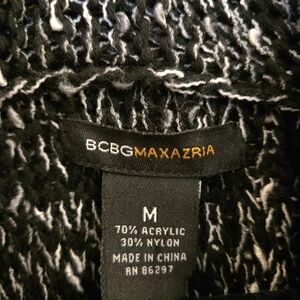 BCBGMAXAZRIA
M
70% ACRYLIC
30% NYLON
MADE IN CHINA
RN 86297